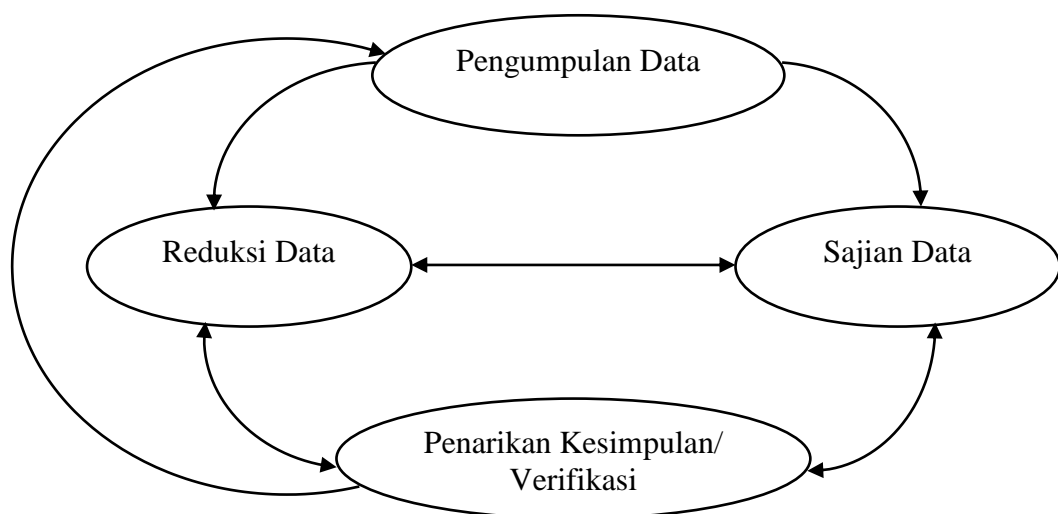 Pengumpulan Data
Reduksi Data
Sajian Data
Penarikan Kesimpulan/
Verifikasi